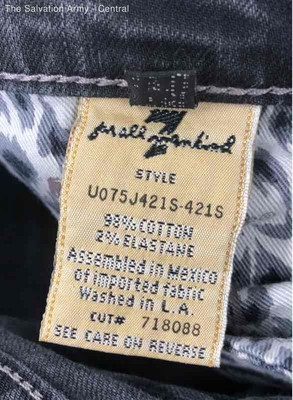 The Salvation Army - Central
7
for all mankind
STYLE
U075J421S-421S
98% COTTON
2% ELASTANE
Assembled in Mexico
of imported fabric
Washed in L.A.
CUT# 718088
SEE CARE ON REVERSE